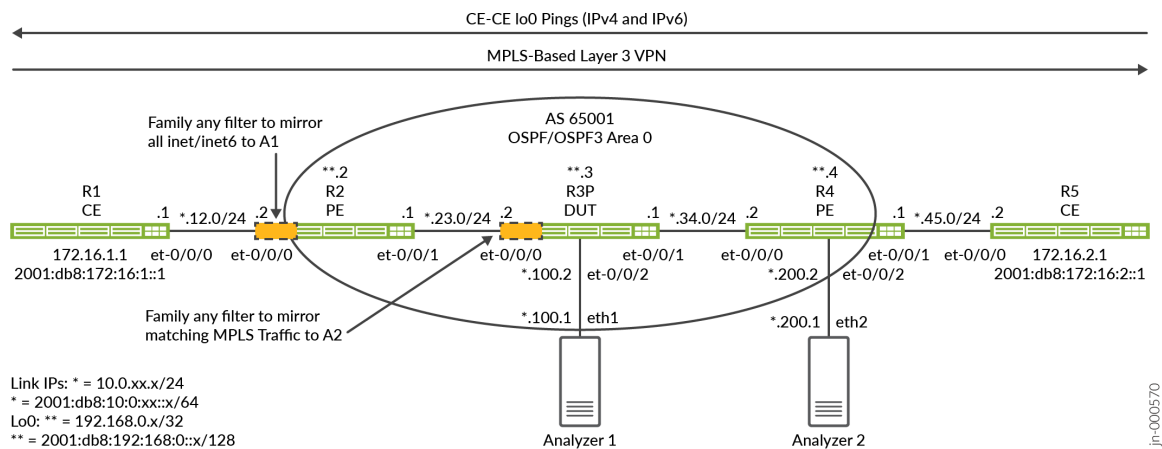 CE-CE lo0 Pings (IPv4 and IPv6)
MPLS-Based Layer 3 VPN
AS 65001
OSPF/OSPF3 Area 0
Family any filter to mirror
all inet/inet6 to A1
**.2
R2
PE
**.3
R3P
DUT
**.4
R4
PE
R1
CE
R5
CE
.1
*.12.0/24
.2
.1
*.23.0/24
.2
.1
*.34.0/24
.2
.1
*.45.0/24
.2
172.16.1.1
2001:db8:172:16:1::1
et-0/0/0
et-0/0/0
et-0/0/1
et-0/0/0
et-0/0/1
et-0/0/0
et-0/0/1
et-0/0/0
172.16.2.1
2001:db8:172:16:2::1
*.100.2
et-0/0/2
*.200.2
et-0/0/2
Family any filter to mirror
matching MPLS Traffic to A2
*.100.1
eth1
*.200.1
eth2
Link IPs: * = 10.0.xx.x/24
* = 2001:db8:10:0:xx::x/64
Lo0: ** = 192.168.0.x/32
** = 2001:db8:192:168:0::x/128
Analyzer 1
Analyzer 2
jn-000570